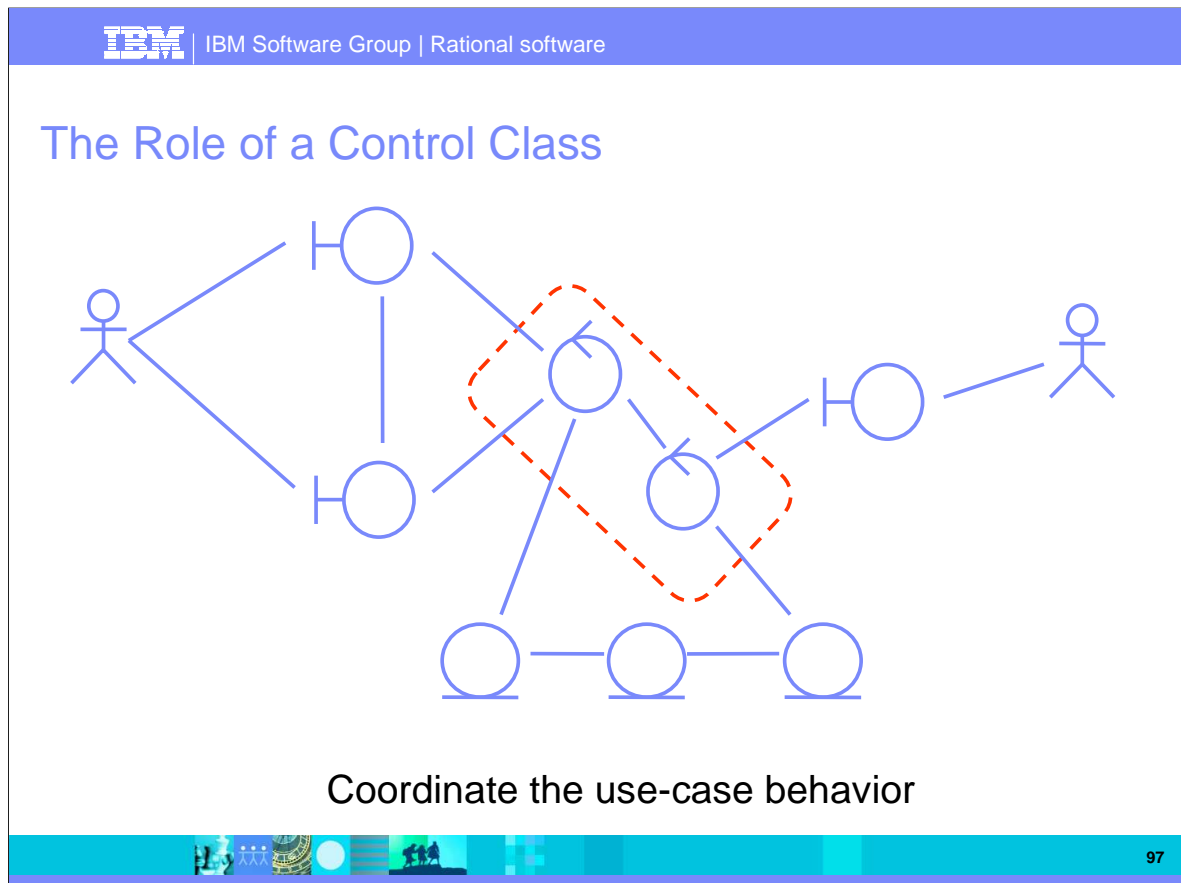 IBM | IBM Software Group | Rational software
The Role of a Control Class
Coordinate the use-case behavior
97